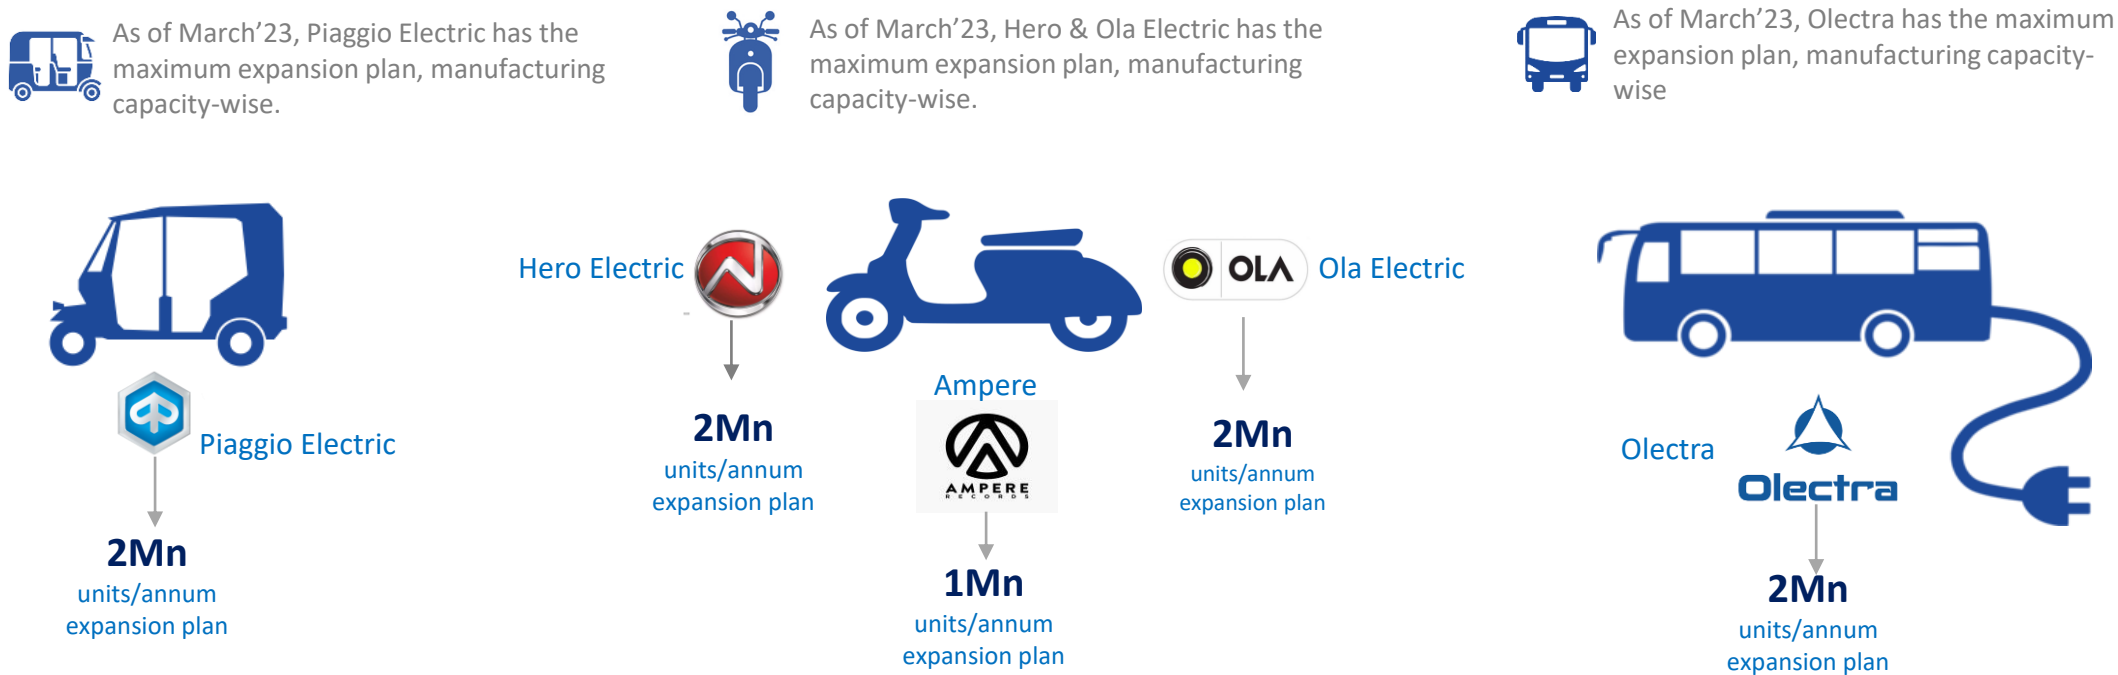 As of March’23, Piaggio Electric has the
maximum expansion plan, manufacturing
capacity-wise.
As of March’23, Hero & Ola Electric has the
maximum expansion plan, manufacturing
capacity-wise.
As of March’23, Olectra has the maximum
expansion plan, manufacturing capacity-
wise
Piaggio Electric
2Mn
units/annum
expansion plan
Hero Electric
2Mn
units/annum
expansion plan
Ampere
AMPERE
RECORDS
1Mn
units/annum
expansion plan
OLA
Ola Electric
2Mn
units/annum
expansion plan
Olectra
Olectra
2Mn
units/annum
expansion plan